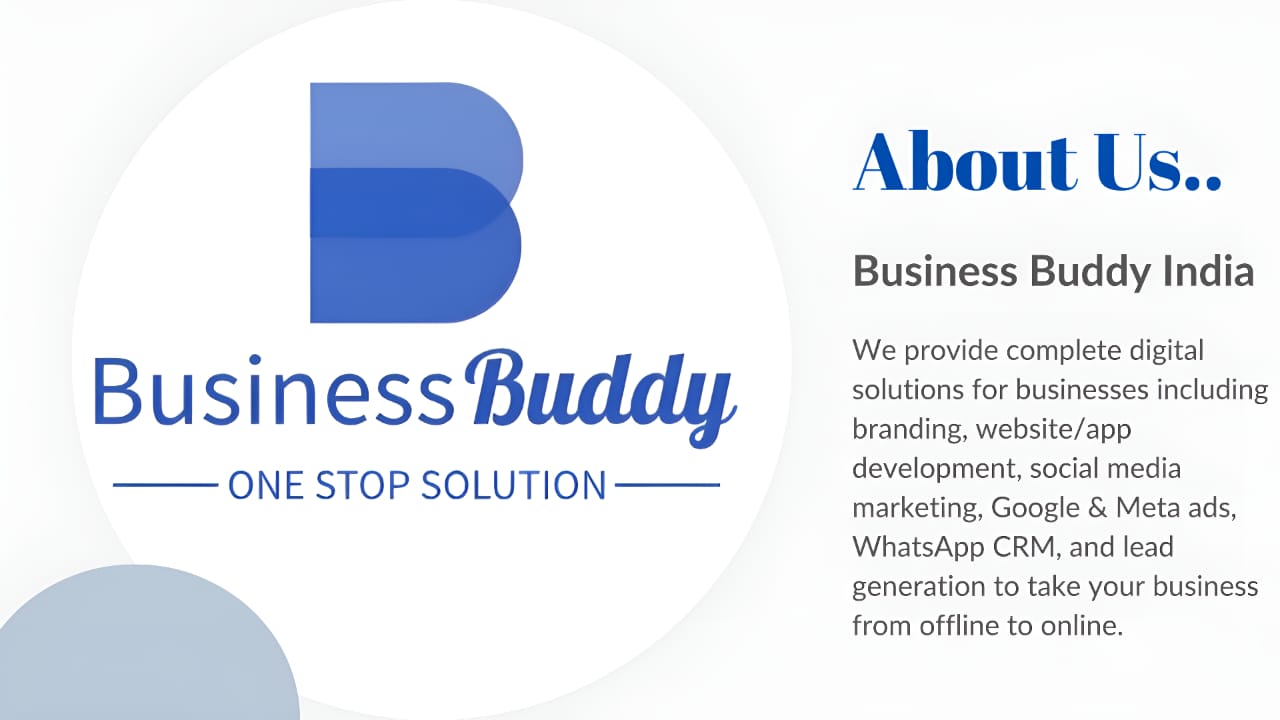 BusinessBuddy
ONE STOP SOLUTION
About Us..
Business Buddy India
We provide complete digital
solutions for businesses including
branding, website/app
development, social media
marketing, Google & Meta ads,
WhatsApp CRM, and lead
generation to take your business
from offline to online.